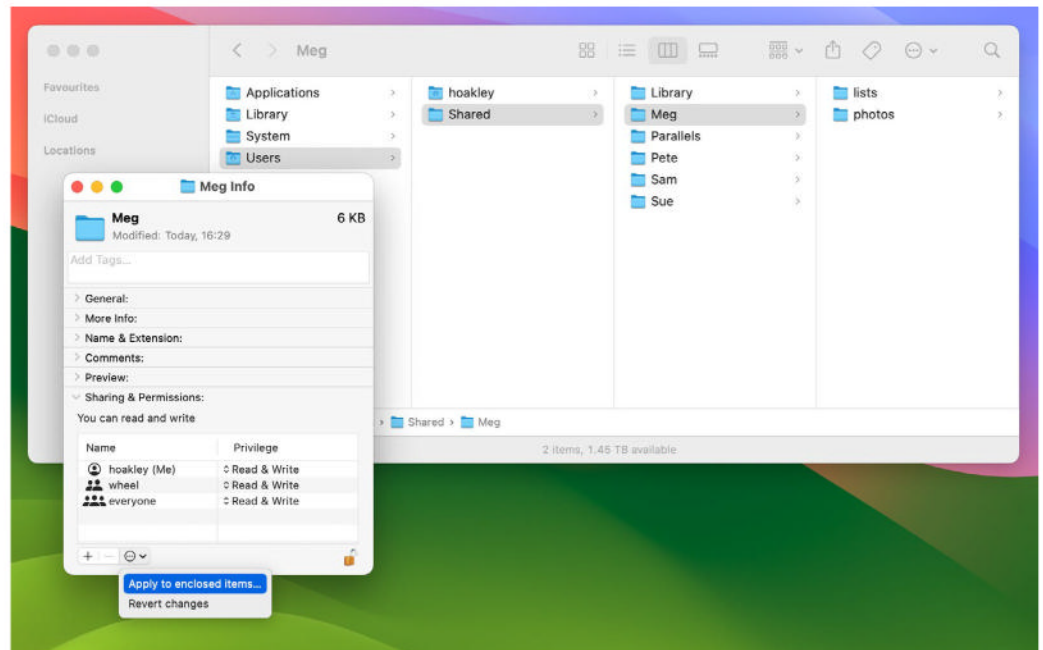 Meg
Favourites
iCloud
Locations
Applications
Library
System
Users
hoakley
Shared
Library
Meg
Parallels
Pete
Sam
Sue
lists
photos
Shared > Meg
2 items, 1.45 TB available
Meg Info
Meg 6 KB
Modified: Today, 16:29
Add Tags...
General:
More Info:
Name & Extension:
Comments:
Preview:
Sharing & Permissions:
You can read and write
Name Privilege
hoakley (Me) Read & Write
wheel Read & Write
everyone Read & Write
Apply to enclosed items...
Revert changes